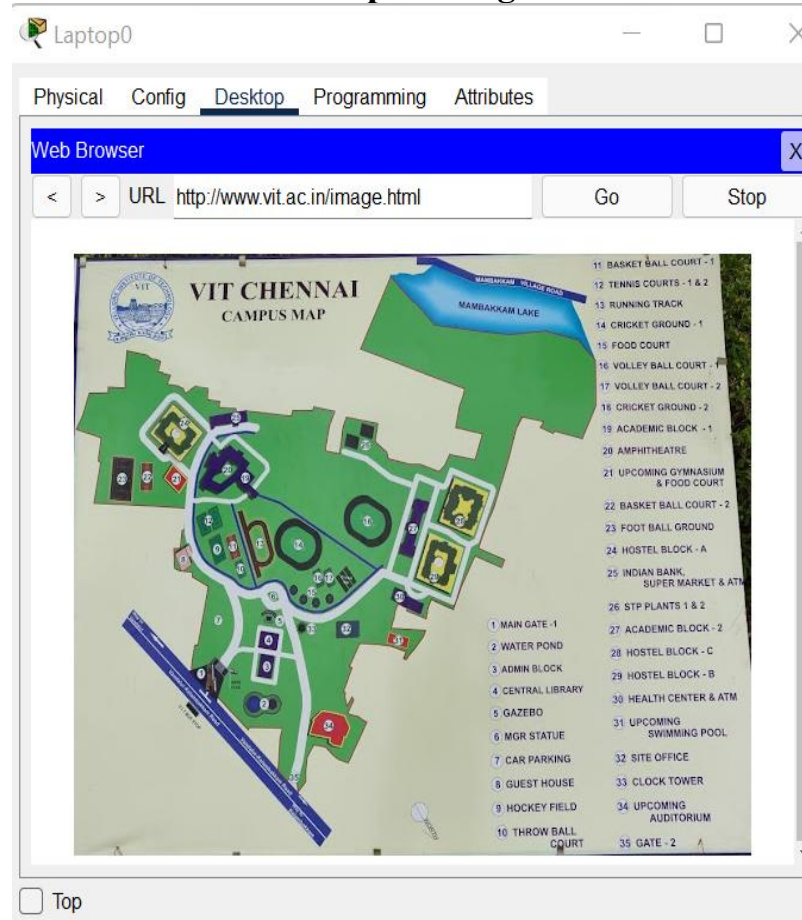 Laptop0
Physical Config Desktop Programming Attributes
Web Browser X
< > URL http://www.vit.ac.in/image.html Go Stop
VIT
VIT CHENNAI
CAMPUS MAP
MAMBAKKAM VILLAGE ROAD
MAMBAKKAM LAKE
1 MAIN GATE -1
2 WATER POND
3 ADMIN BLOCK
4 CENTRAL LIBRARY
5 GAZEBO
6 MGR STATUE
7 CAR PARKING
8 GUEST HOUSE
9 HOCKEY FIELD
10 THROW BALL
COURT
11 BASKET BALL COURT - 1
12 TENNIS COURTS - 1 & 2
13 RUNNING TRACK
14 CRICKET GROUND - 1
15 FOOD COURT
16 VOLLEY BALL COURT - 1
17 VOLLEY BALL COURT - 2
18 CRICKET GROUND - 2
19 ACADEMIC BLOCK - 1
20 AMPHITHEATRE
21 UPCOMING GYMNASIUM
& FOOD COURT
22 BASKET BALL COURT - 2
23 FOOT BALL GROUND
24 HOSTEL BLOCK - A
25 INDIAN BANK,
SUPER MARKET & ATM
26 STP PLANTS 1 & 2
27 ACADEMIC BLOCK - 2
28 HOSTEL BLOCK - C
29 HOSTEL BLOCK - B
30 HEALTH CENTER & ATM
31 UPCOMING
SWIMMING POOL
32 SITE OFFICE
33 CLOCK TOWER
34 UPCOMING
AUDITORIUM
35 GATE - 2
NORTH
Top